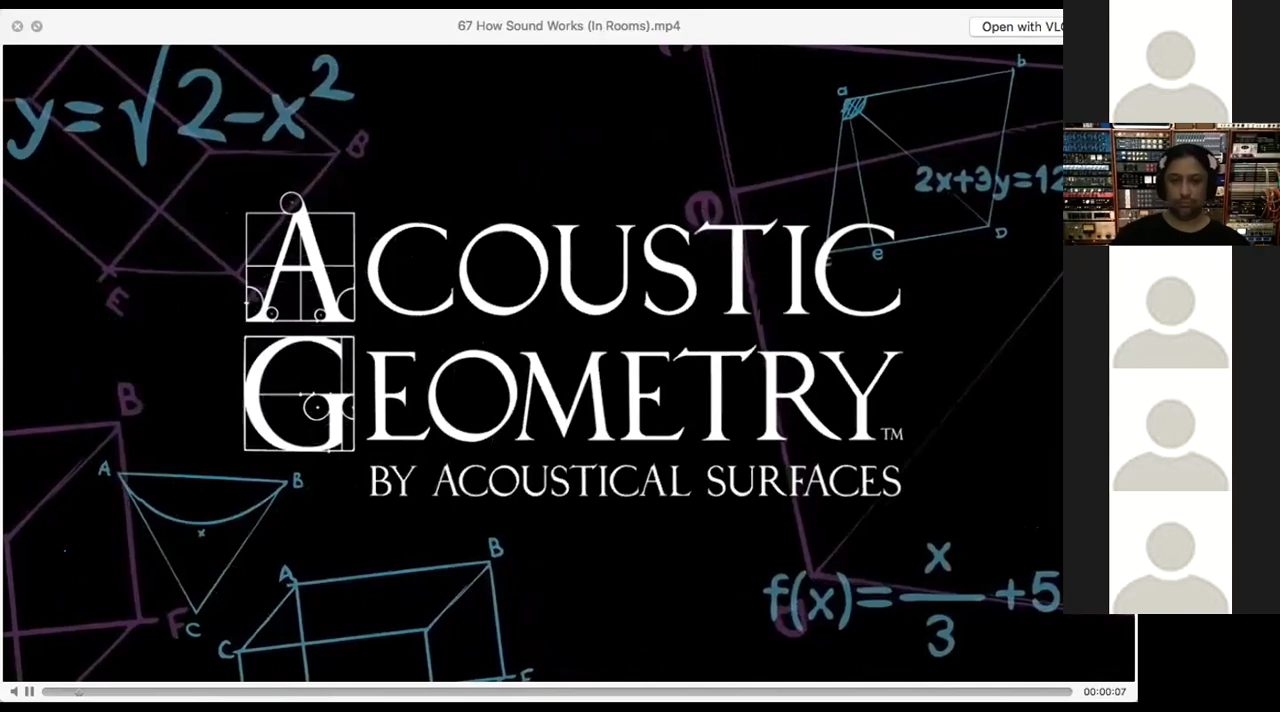 67 How Sound Works (In Rooms).mp4
Open with VLC
y=√2-x²
B
a
b
2x+3y=12
D
e
E
ACOUSTIC
GEOMETRY™
BY ACOUSTICAL SURFACES
B
A
B
x
F
C
A
B
C
f(x)=x/3+5
00:00:07